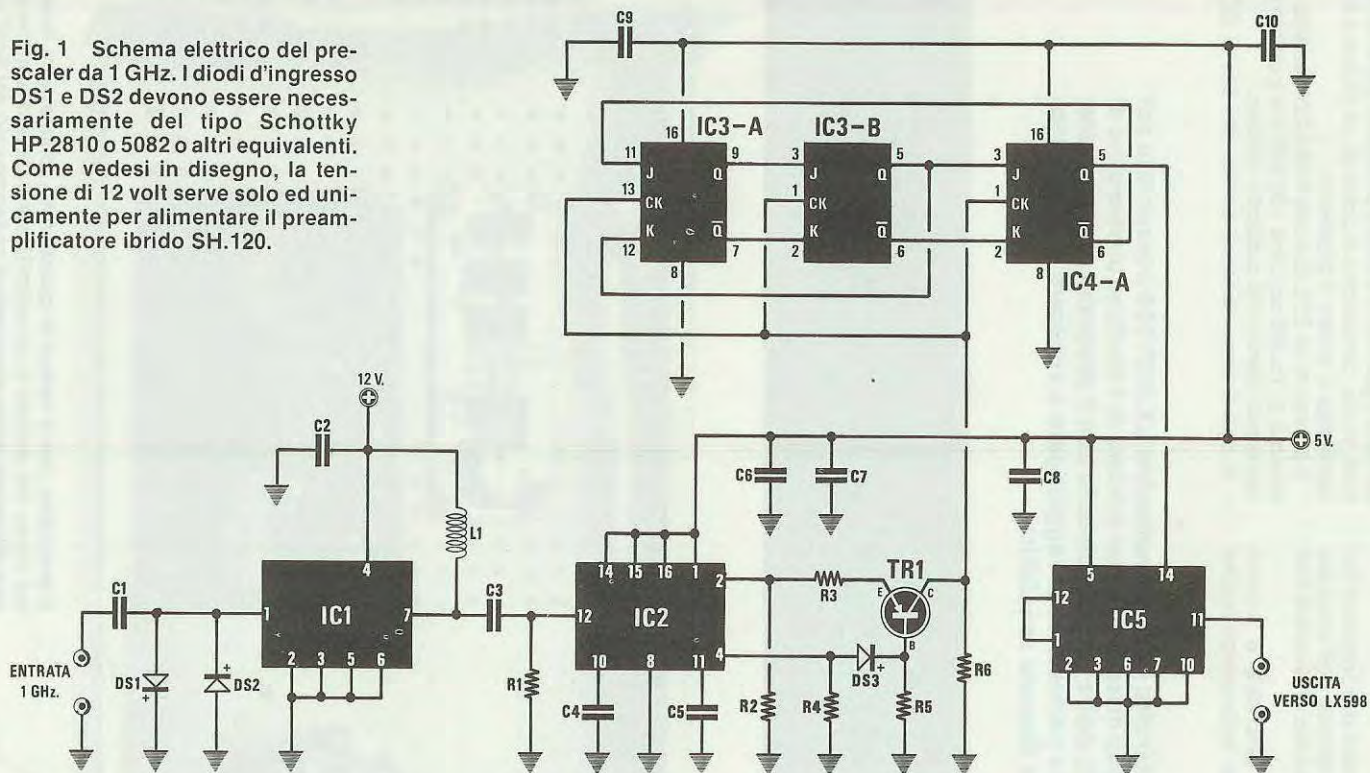 Fig. 1 Schema elettrico del pre-
scaler da 1 GHz. I diodi d'ingresso
DS1 e DS2 devono essere neces-
sariamente del tipo Schottky
HP.2810 o 5082 o altri equivalenti.
Come vedesi in disegno, la ten-
sione di 12 volt serve solo ed uni-
camente per alimentare il pream-
plificatore ibrido SH.120.
C9
C10
IC3-A
IC3-B
IC4-A
16
11
J
Q
9
13
CK
K
Q
12
7
8
3
J
Q
5
1
CK
K
Q
2
6
16
3
J
Q
5
1
CK
K
Q
2
6
8
12 V.
C2
L1
5 V.
C6
C7
C8
ENTRATA
1 GHz.
C1
DS1
+
DS2
+
1
IC1
4
7
2
3
5
6
C3
R1
14
15
16
1
12
IC2
2
4
10
8
11
C4
C5
R2
R3
TR1
E
C
B
DS3
+
R4
R5
R6
5
14
12
1
IC5
11
2
3
6
7
10
USCITA
VERSO LX598